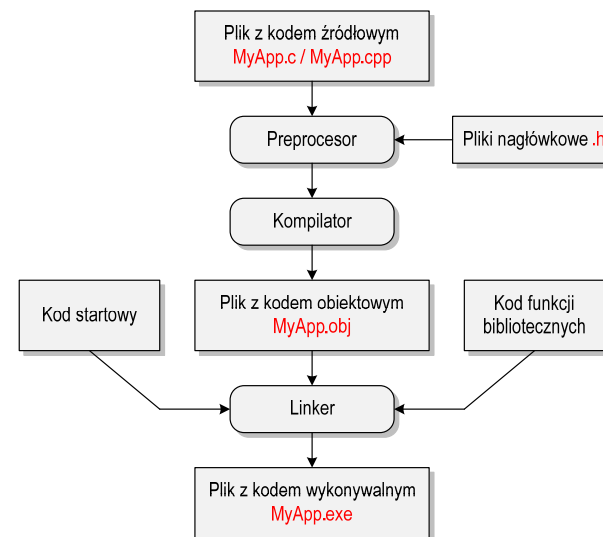 Plik z kodem źródłowym
MyApp.c / MyApp.cpp
Preprocesor
Pliki nagłówkowe .h
Kompilator
Kod startowy
Plik z kodem obiektowym
MyApp.obj
Kod funkcji
bibliotecznych
Linker
Plik z kodem wykonywalnym
MyApp.exe